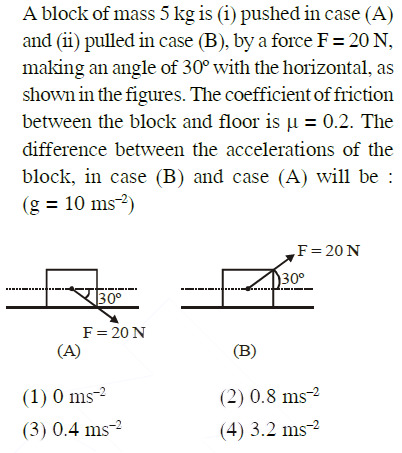 A block of mass 5 kg is (i) pushed in case (A)
and (ii) pulled in case (B), by a force F = 20 N,
making an angle of 30º with the horizontal, as
shown in the figures. The coefficient of friction
between the block and floor is μ = 0.2. The
difference between the accelerations of the
block, in case (B) and case (A) will be :
(g = 10 ms⁻²)
F = 20 N
30º
30º
F = 20 N
(A)
(B)
(1) 0 ms⁻²
(2) 0.8 ms⁻²
(3) 0.4 ms⁻²
(4) 3.2 ms⁻²